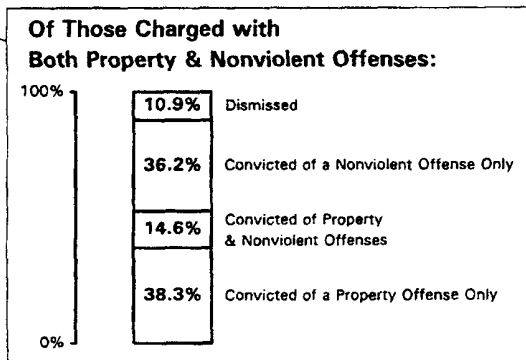 Of Those Charged with
Both Property & Nonviolent Offenses:
100%
10.9% Dismissed
36.2% Convicted of a Nonviolent Offense Only
14.6% Convicted of Property
& Nonviolent Offenses
38.3% Convicted of a Property Offense Only
0%